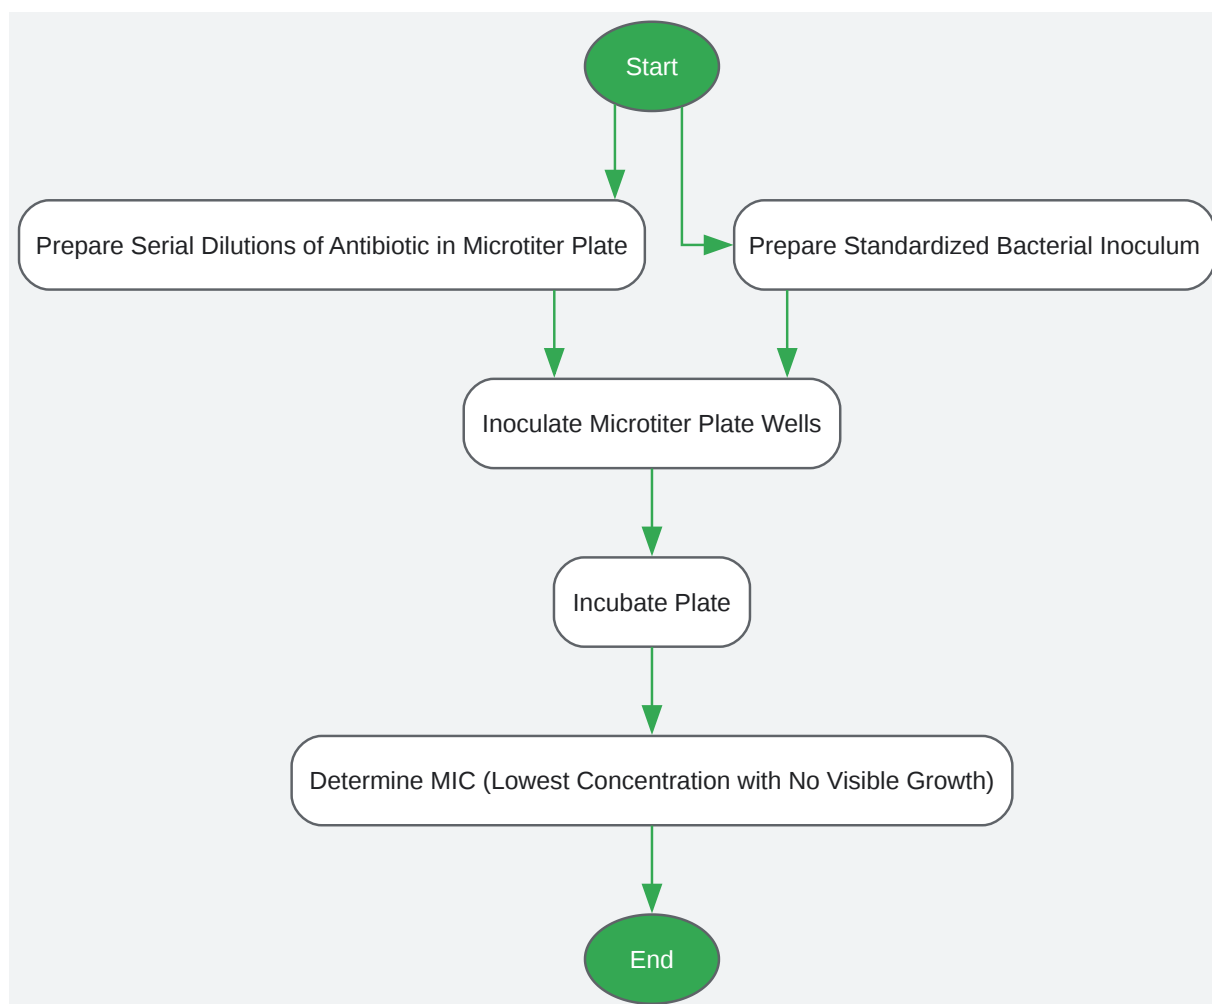 Start
Prepare Serial Dilutions of Antibiotic in Microtiter Plate
Prepare Standardized Bacterial Inoculum
Inoculate Microtiter Plate Wells
Incubate Plate
Determine MIC (Lowest Concentration with No Visible Growth)
End